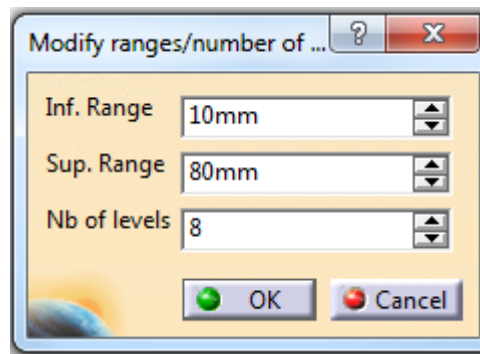 Modify ranges/number of ...
Inf. Range 10mm
Sup. Range 80mm
Nb of levels 8
OK Cancel